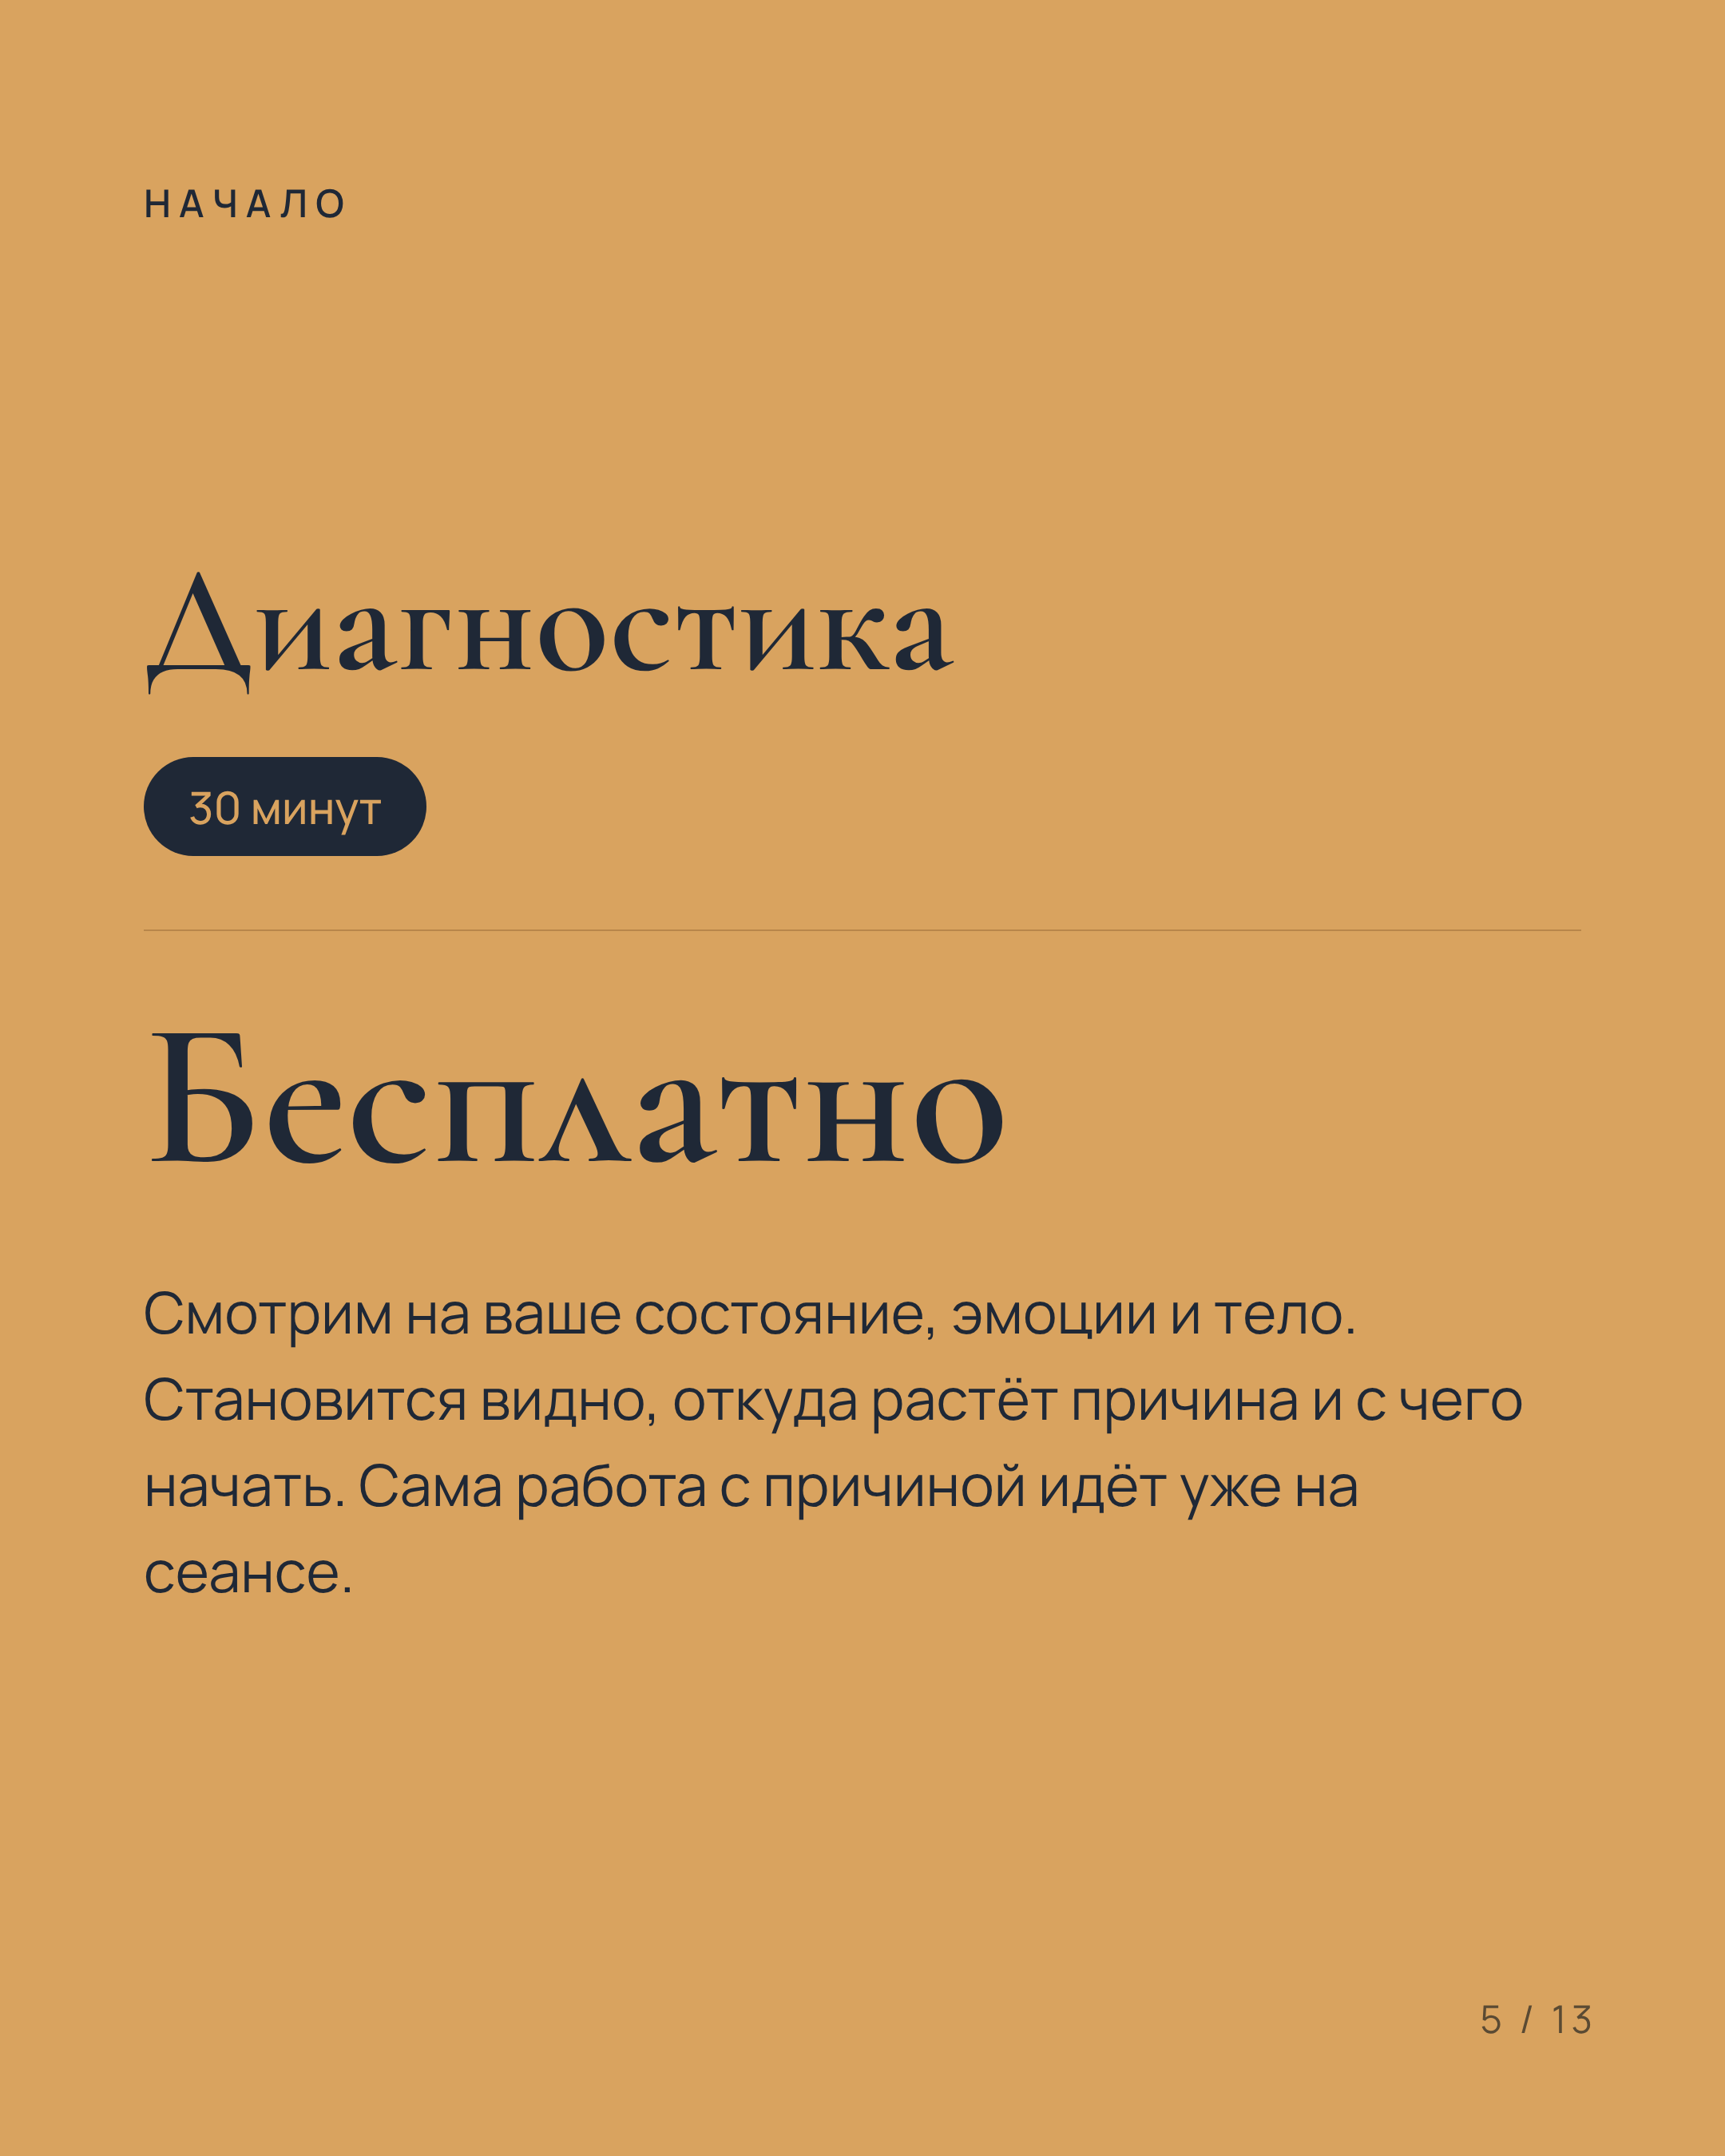 НАЧАЛО
Диагностика
30 минут
Бесплатно
Смотрим на ваше состояние, эмоции и тело.
Становится видно, откуда растёт причина и с чего
начать. Сама работа с причиной идёт уже на
сеансе.
5 / 13